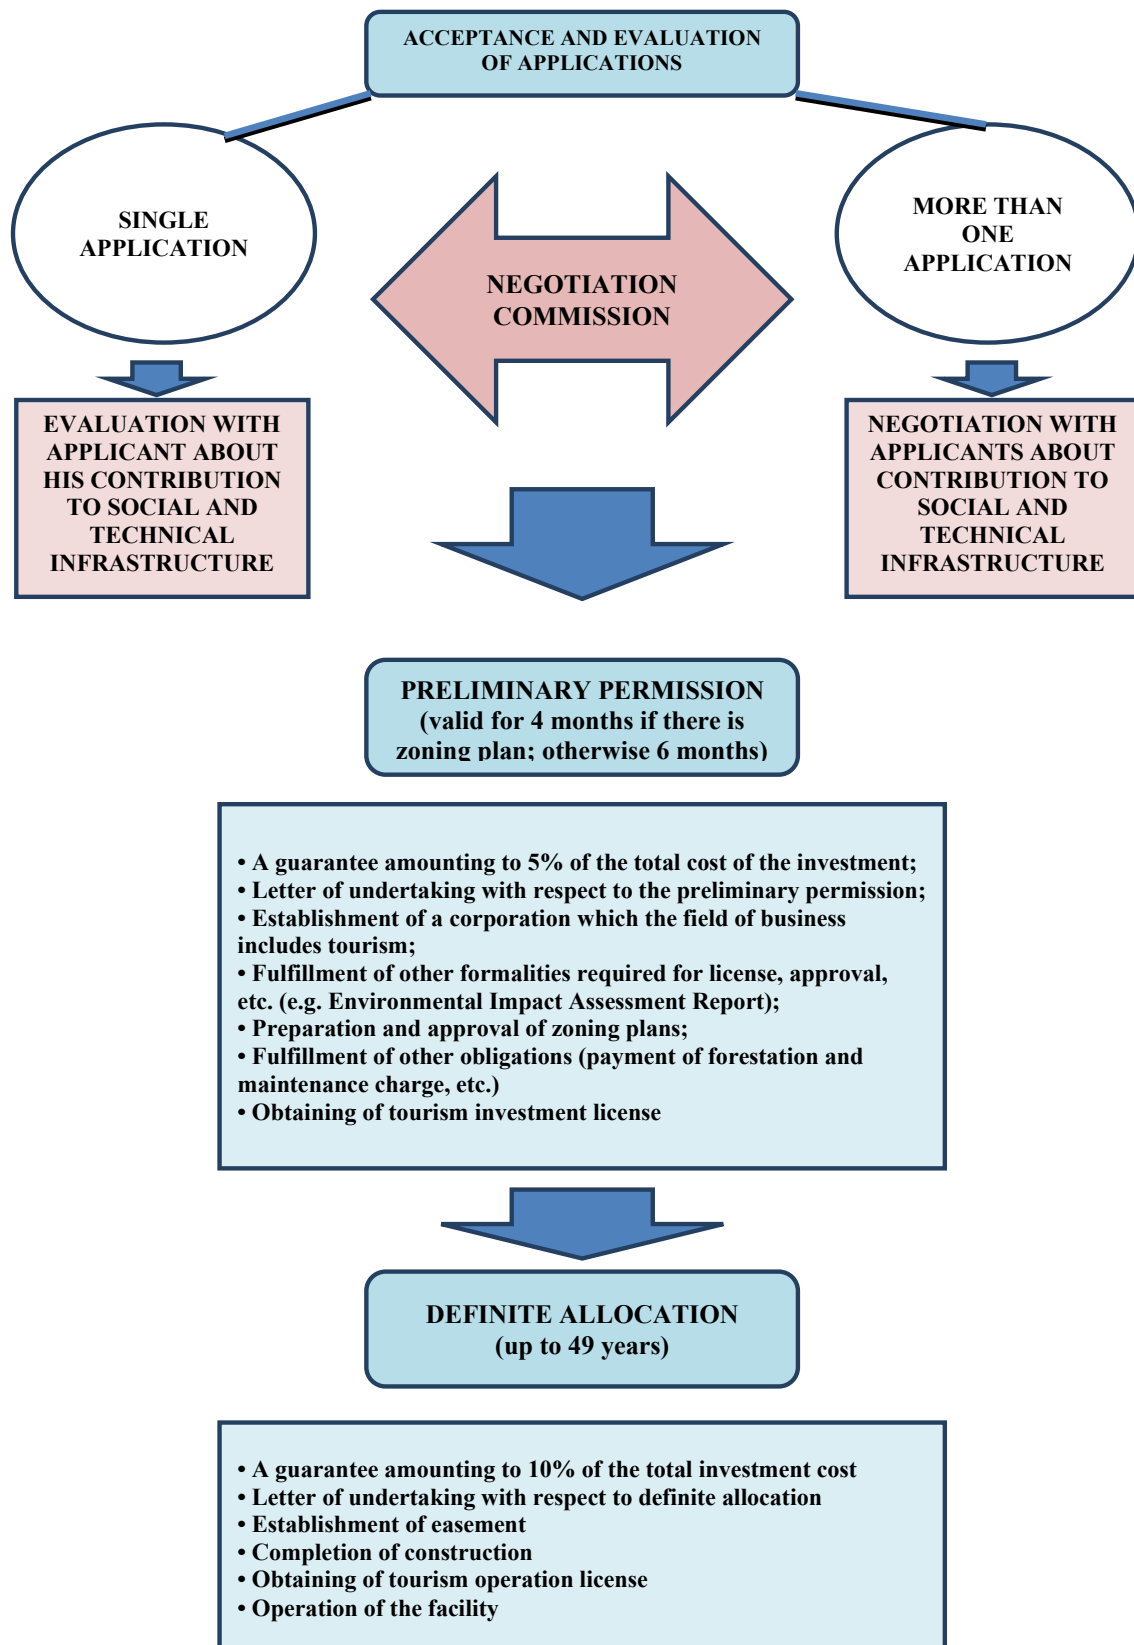 ACCEPTANCE AND EVALUATION
OF APPLICATIONS
SINGLE
APPLICATION
NEGOTIATION
COMMISSION
MORE THAN
ONE
APPLICATION
EVALUATION WITH
APPLICANT ABOUT
HIS CONTRIBUTION
TO SOCIAL AND
TECHNICAL
INFRASTRUCTURE
NEGOTIATION WITH
APPLICANTS ABOUT
CONTRIBUTION TO
SOCIAL AND
TECHNICAL
INFRASTRUCTURE
PRELIMINARY PERMISSION
(valid for 4 months if there is
zoning plan; otherwise 6 months)
• A guarantee amounting to 5% of the total cost of the investment;
• Letter of undertaking with respect to the preliminary permission;
• Establishment of a corporation which the field of business
includes tourism;
• Fulfillment of other formalities required for license, approval,
etc. (e.g. Environmental Impact Assessment Report);
• Preparation and approval of zoning plans;
• Fulfillment of other obligations (payment of forestation and
maintenance charge, etc.)
• Obtaining of tourism investment license
DEFINITE ALLOCATION
(up to 49 years)
• A guarantee amounting to 10% of the total investment cost
• Letter of undertaking with respect to definite allocation
• Establishment of easement
• Completion of construction
• Obtaining of tourism operation license
• Operation of the facility